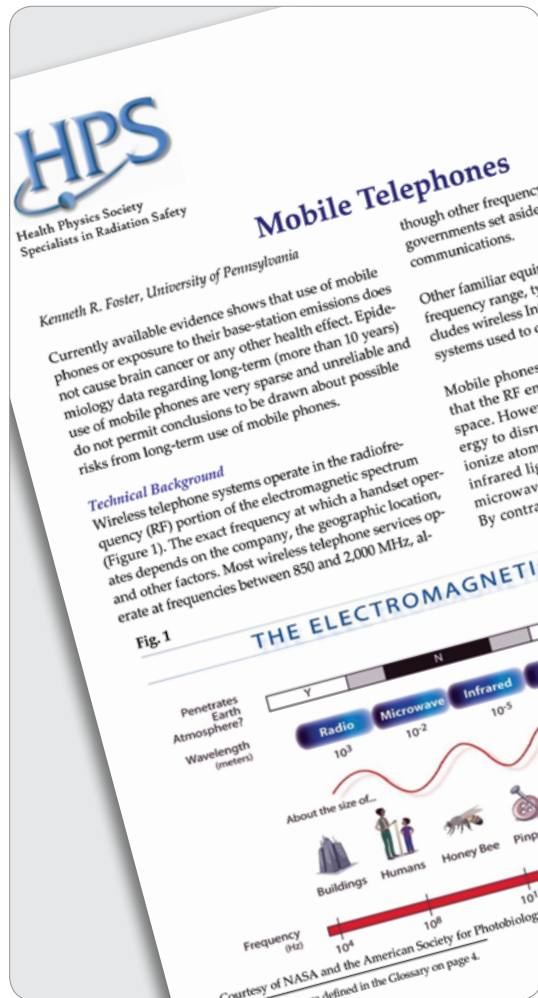 HPS
Health Physics Society
Specialists in Radiation Safety
Mobile Telephones
Kenneth R. Foster, University of Pennsylvania
Currently available evidence shows that use of mobile
phones or exposure to their base-station emissions does
not cause brain cancer or any other health effect. Epide-
miology data regarding long-term (more than 10 years)
use of mobile phones are very sparse and unreliable and
do not permit conclusions to be drawn about possible
risks from long-term use of mobile phones.
Technical Background
Wireless telephone systems operate in the radiofre-
quency (RF) portion of the electromagnetic spectrum
(Figure 1). The exact frequency at which a handset oper-
ates depends on the company, the geographic location,
and other factors. Most wireless telephone services op-
erate at frequencies between 850 and 2,000 MHz, al-
though other frequency
governments set aside
communications.
Other familiar equi
frequency range, ty
cludes wireless In
systems used to c
Mobile phones
that the RF en
space. Howe
ergy to disru
ionize atom
infrared lig
microwav
By contra
Fig. 1
THE ELECTROMAGNETI
Penetrates
Earth
Atmosphere?
Y
N
Radio
Microwave
Infrared
Wavelength
(meters)
10³
10⁻²
10⁻⁵
About the size of...
Buildings
Humans
Honey Bee
Pinp
Frequency
(Hz)
10⁴
10⁸
10¹
Courtesy of NASA and the American Society for Photobiolog
defined in the Glossary on page 4.